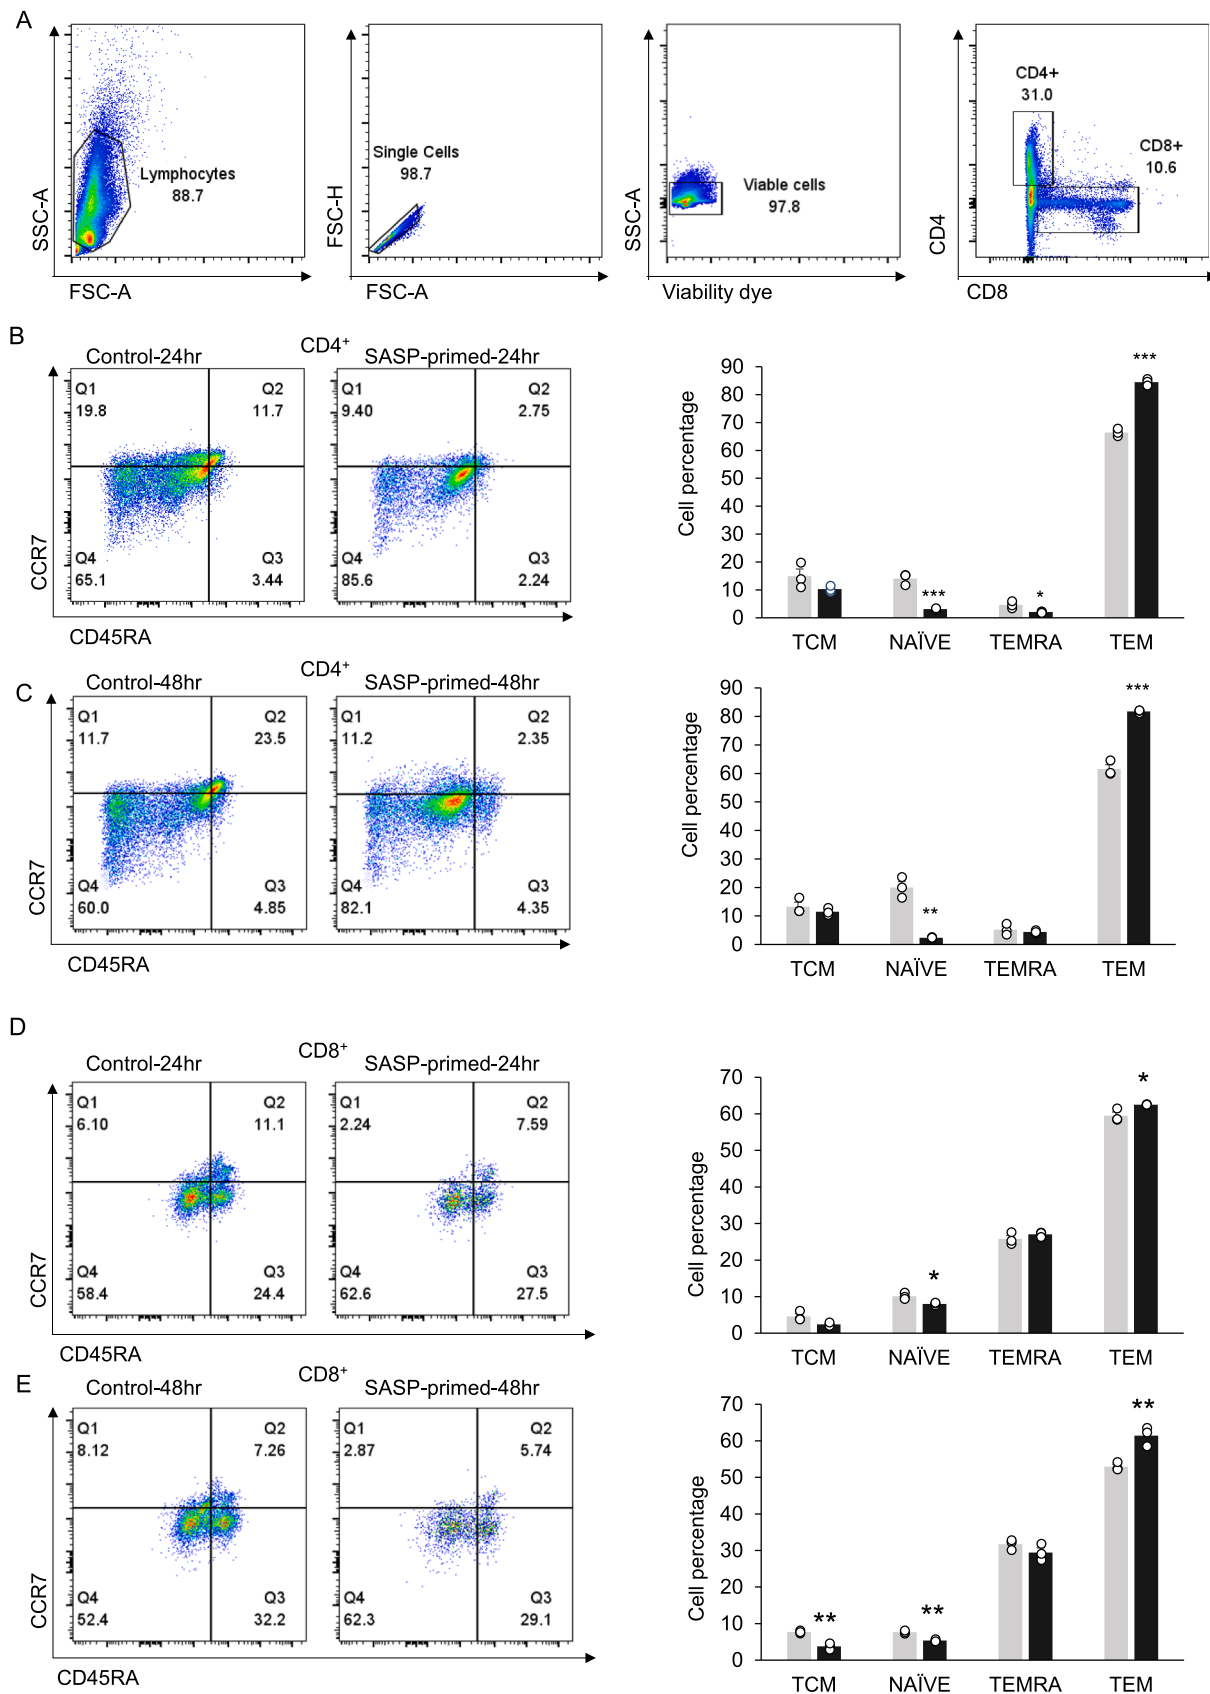 A
SSC-A
Lymphocytes
88.7
FSC-A
FSC-H
Single Cells
98.7
FSC-A
SSC-A
Viable cells
97.8
Viability dye
CD4
CD4+
31.0
CD8+
10.6
CD8
B
CD4+
Control-24hr
SASP-primed-24hr
CCR7
Q1
19.8
Q2
11.7
Q4
65.1
Q3
3.44
Q1
9.40
Q2
2.75
Q4
85.6
Q3
2.24
CD45RA
Cell percentage
90
80
70
60
50
40
30
20
10
0
***
*
***
TCM
NAÏVE
TEMRA
TEM
C
CD4+
Control-48hr
SASP-primed-48hr
CCR7
Q1
11.7
Q2
23.5
Q4
60.0
Q3
4.85
Q1
11.2
Q2
2.35
Q4
82.1
Q3
4.35
CD45RA
Cell percentage
90
80
70
60
50
40
30
20
10
0
**
***
TCM
NAÏVE
TEMRA
TEM
D
CD8+
Control-24hr
SASP-primed-24hr
CCR7
Q1
6.10
Q2
11.1
Q4
58.4
Q3
24.4
Q1
2.24
Q2
7.59
Q4
62.6
Q3
27.5
CD45RA
Cell percentage
70
60
50
40
30
20
10
0
*
*
TCM
NAÏVE
TEMRA
TEM
E
CD8+
Control-48hr
SASP-primed-48hr
CCR7
Q1
8.12
Q2
7.26
Q4
52.4
Q3
32.2
Q1
2.87
Q2
5.74
Q4
62.3
Q3
29.1
CD45RA
Cell percentage
70
60
50
40
30
20
10
0
**
**
**
TCM
NAÏVE
TEMRA
TEM